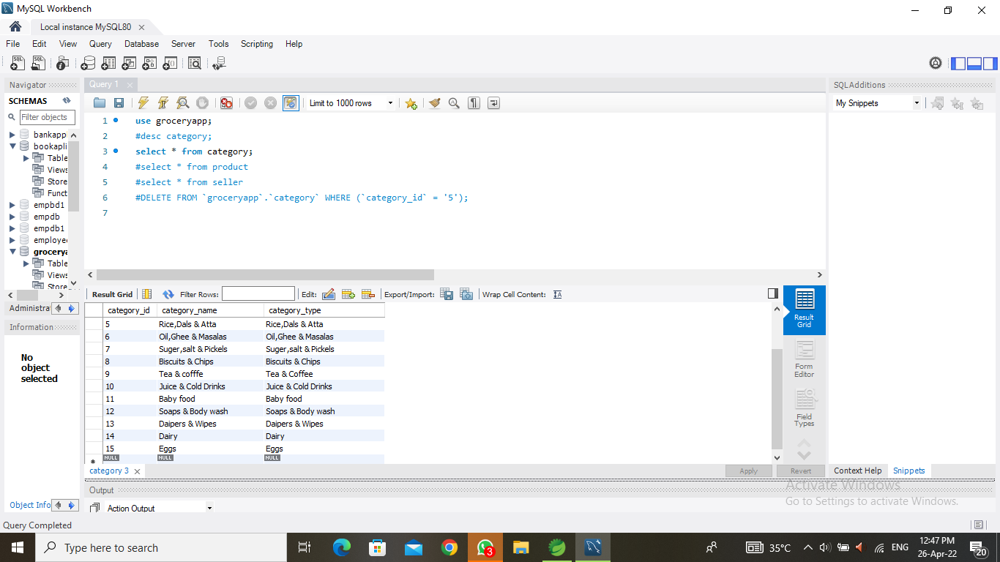 MySQL Workbench
Local instance MySQL80
File Edit View Query Database Server Tools Scripting Help
Navigator
SCHEMAS
Filter objects
bankapp
bookapli
Table
Views
Store
Funct
empbd1
empdb
empdb1
employe
grocerya
Table
Views
Store
Administra
Information
No
object
selected
Object Info
Query 1
Limit to 1000 rows
1 use groceryapp;
2 #desc category;
3 select * from category;
4 #select * from product
5 #select * from seller
6 #DELETE FROM `groceryapp`.`category` WHERE (`category_id` = '5');
7
Result Grid Filter Rows: Edit: Export/Import: Wrap Cell Content:
category_id category_name category_type
5 Rice,Dals & Atta Rice,Dals & Atta
6 Oil,Ghee & Masalas Oil,Ghee & Masalas
7 Suger,salt & Pickels Suger,salt & Pickels
8 Biscuits & Chips Biscuits & Chips
9 Tea & cofffe Tea & Coffee
10 Juice & Cold Drinks Juice & Cold Drinks
11 Baby food Baby food
12 Soaps & Body wash Soaps & Body wash
13 Daipers & Wipes Daipers & Wipes
14 Dairy Dairy
15 Eggs Eggs
NULL NULL NULL
Result
Grid
Form
Editor
Field
Types
category 3
Apply Revert
Output
Action Output
SQLAdditions
My Snippets
Context Help Snippets
Activate Windows
Go to Settings to activate Windows.
Query Completed
Type here to search
3
35°C
ENG
12:47 PM
26-Apr-22
20